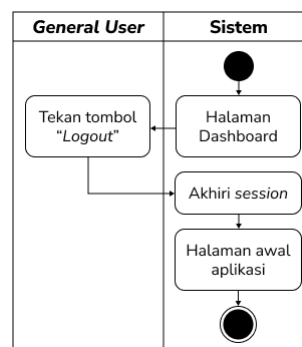 General User
Sistem
Halaman
Dashboard
Tekan tombol
“Logout”
Akhiri session
Halaman awal
aplikasi